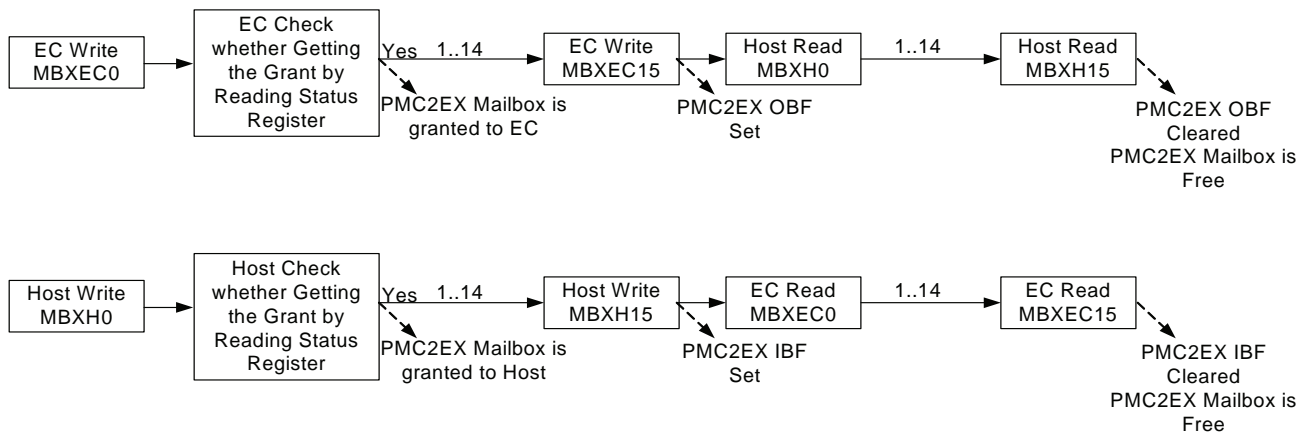 EC Write
MBXEC0
EC Check
whether Getting
the Grant by
Reading Status
Register
Yes
1..14
PMC2EX Mailbox is
granted to EC
EC Write
MBXEC15
PMC2EX OBF
Set
Host Read
MBXH0
1..14
Host Read
MBXH15
PMC2EX OBF
Cleared
PMC2EX Mailbox is
Free
Host Write
MBXH0
Host Check
whether Getting
the Grant by
Reading Status
Register
Yes
1..14
PMC2EX Mailbox is
granted to Host
Host Write
MBXH15
PMC2EX IBF
Set
EC Read
MBXEC0
1..14
EC Read
MBXEC15
PMC2EX IBF
Cleared
PMC2EX Mailbox is
Free